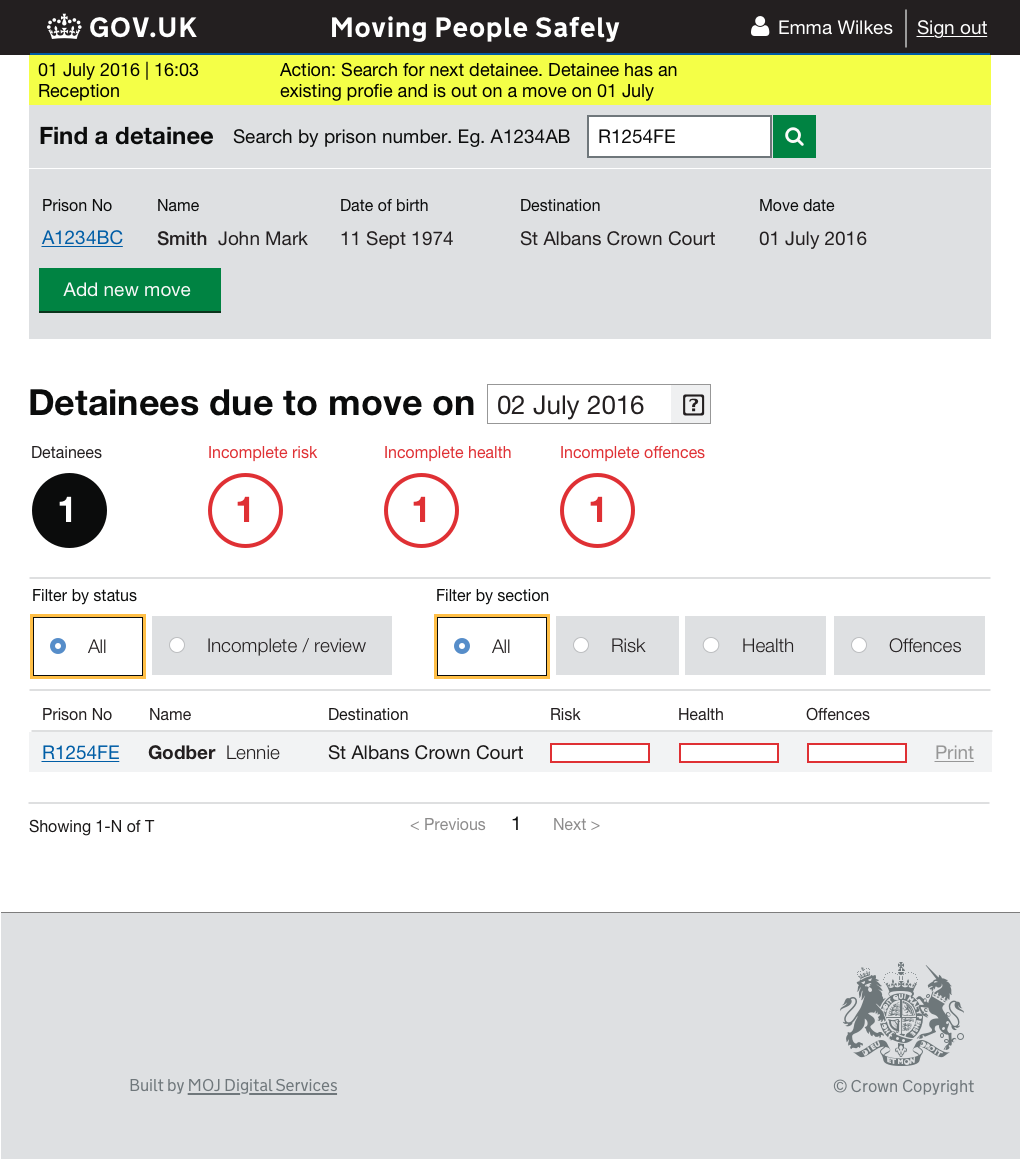 GOV.UK
Moving People Safely
Emma Wilkes
Sign out
01 July 2016 | 16:03
Reception
Action: Search for next detainee. Detainee has an
existing profie and is out on a move on 01 July
Find a detainee
Search by prison number. Eg. A1234AB
R1254FE
Prison No Name Date of birth Destination Move date
A1234BC Smith John Mark 11 Sept 1974 St Albans Crown Court 01 July 2016
Add new move
Detainees due to move on 02 July 2016 ?
Detainees Incomplete risk Incomplete health Incomplete offences
1 1 1 1
Filter by status Filter by section
All Incomplete / review All Risk Health Offences
Prison No Name Destination Risk Health Offences
R1254FE Godber Lennie St Albans Crown Court Print
Showing 1-N of T < Previous 1 Next >
Built by MOJ Digital Services
© Crown Copyright